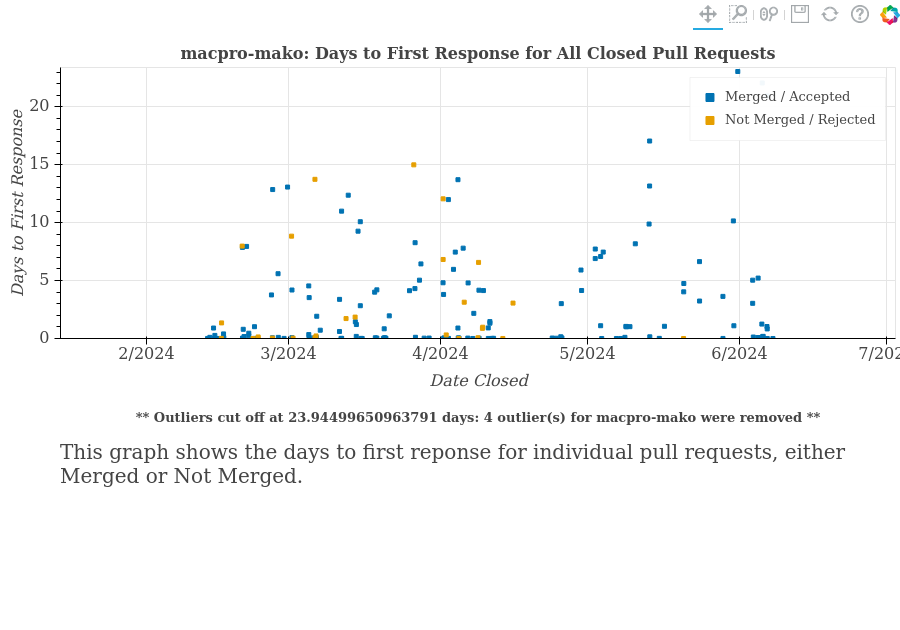 macpro-mako: Days to First Response for All Closed Pull Requests
Merged / Accepted
Not Merged / Rejected
Days to First Response
20
15
10
5
0
2/2024
3/2024
4/2024
5/2024
6/2024
7/202
Date Closed
** Outliers cut off at 23.94499650963791 days: 4 outlier(s) for macpro-mako were removed **
This graph shows the days to first reponse for individual pull requests, either
Merged or Not Merged.